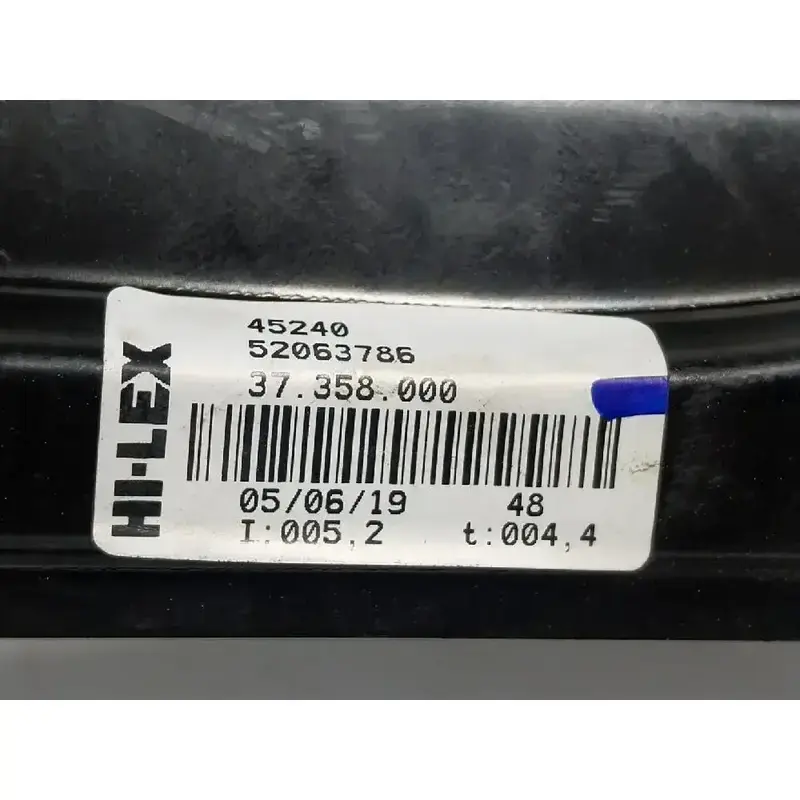 HI-LEX
45240
52063786
37.358.000
05/06/19 48
I:005,2 t:004,4